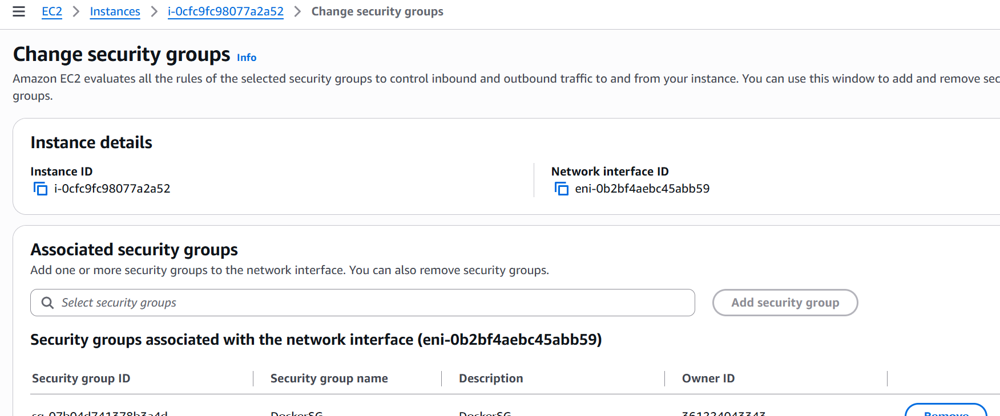 EC2 > Instances > i-0cfc9fc98077a2a52 > Change security groups
Change security groups Info
Amazon EC2 evaluates all the rules of the selected security groups to control inbound and outbound traffic to and from your instance. You can use this window to add and remove sec
groups.
Instance details
Instance ID
i-0cfc9fc98077a2a52
Network interface ID
eni-0b2bf4aebc45abb59
Associated security groups
Add one or more security groups to the network interface. You can also remove security groups.
Select security groups
Add security group
Security groups associated with the network interface (eni-0b2bf4aebc45abb59)
Security group ID Security group name Description Owner ID
DockerSG DockerSG Remove